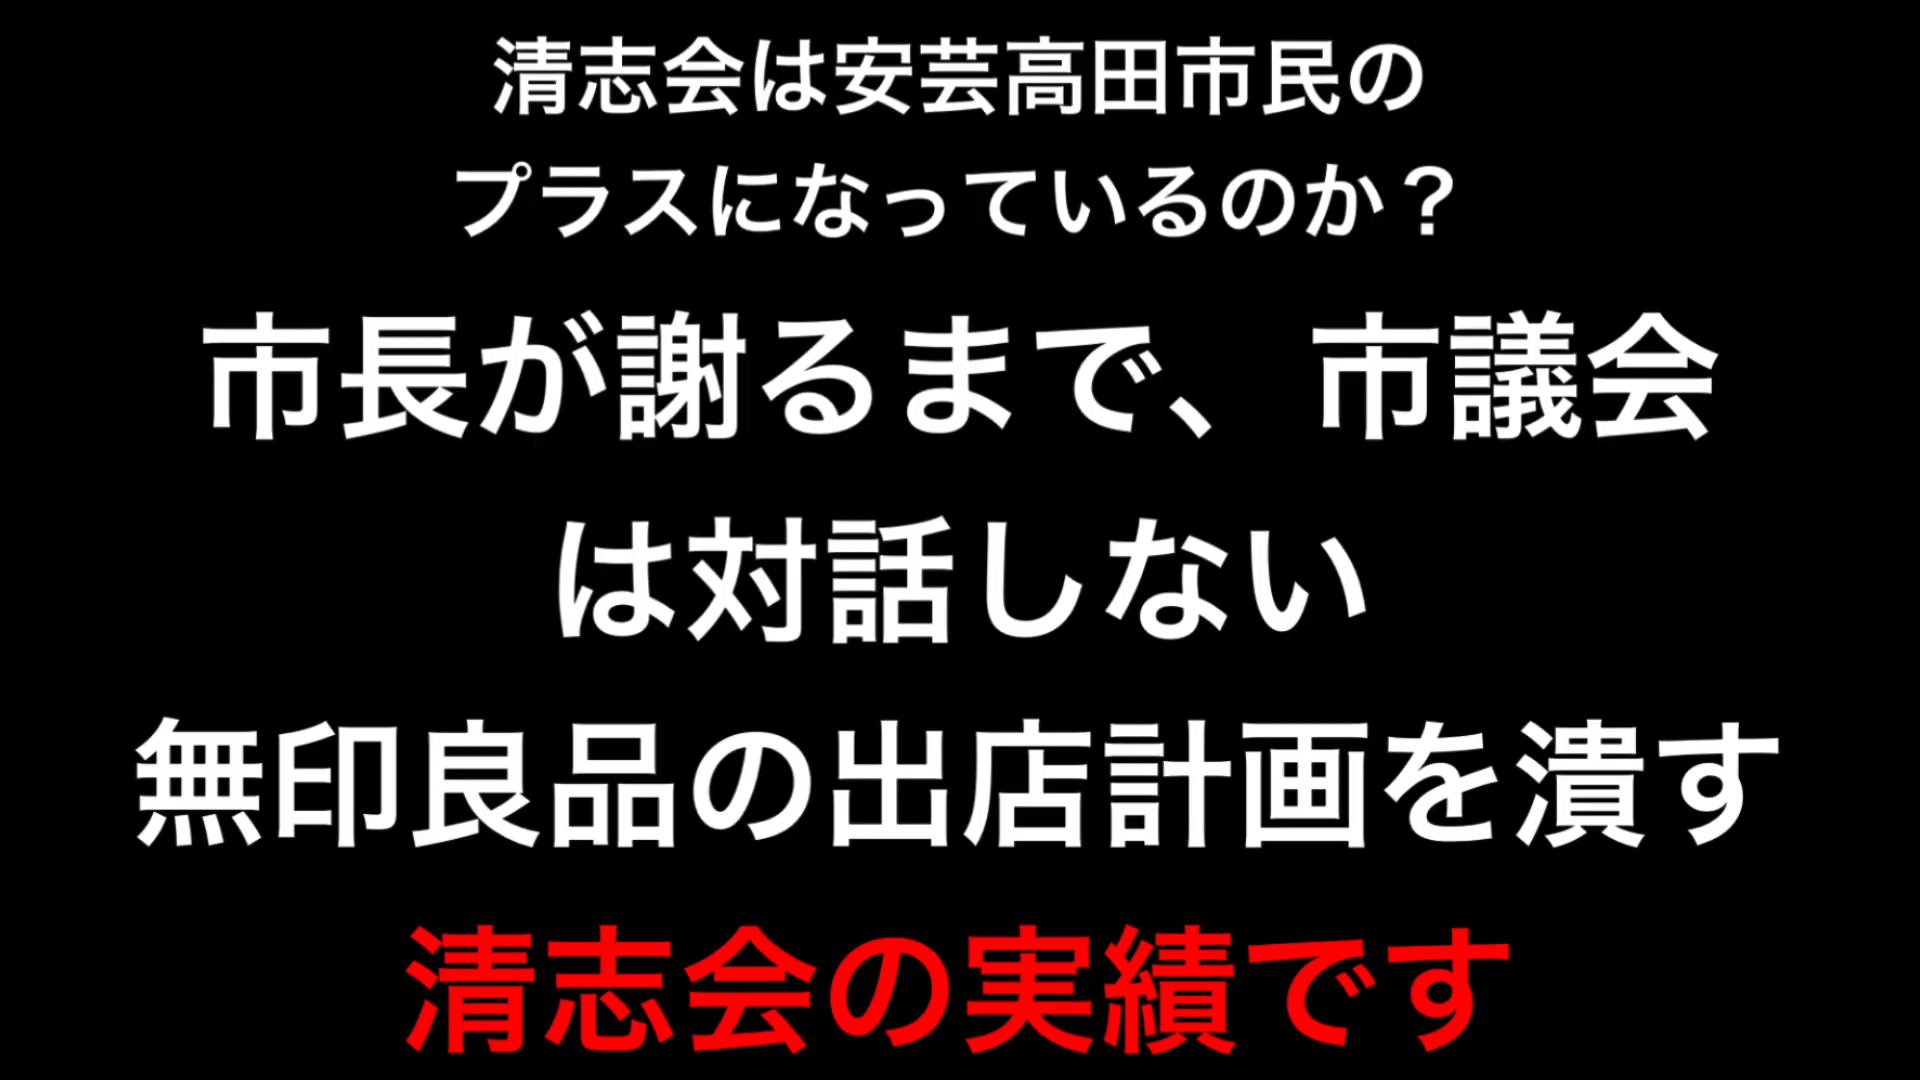 清志会は安芸高田市民の
プラスになっているのか？
市長が謝るまで、市議会
は対話しない
無印良品の出店計画を潰す
清志会の実績です